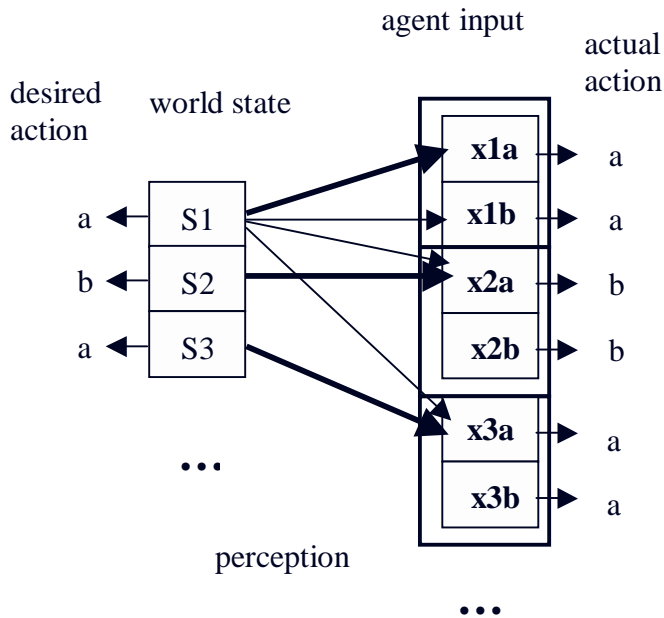 agent input
actual
action
desired
action
world state
x1a
a
a
S1
x1b
a
b
S2
x2a
b
a
S3
x2b
b
x3a
a
...
x3b
a
perception
...